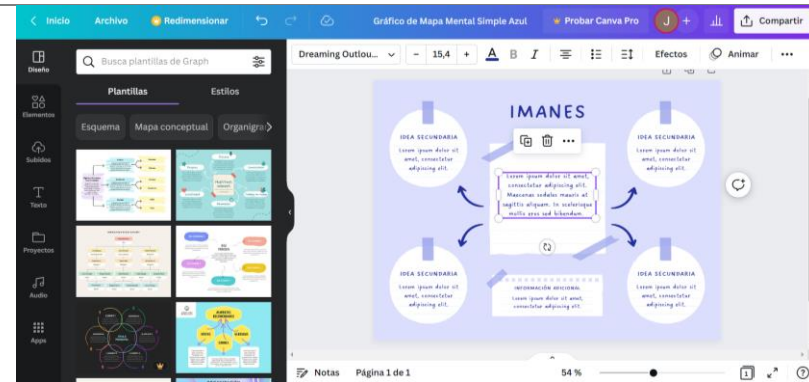 Inicio Archivo Redimensionar Gráfico de Mapa Mental Simple Azul Probar Canva Pro J + Compartir
Diseño
Elementos
Subidos
Texto
Proyectos
Audio
Apps
Busca plantillas de Graph
Plantillas Estilos
Esquema Mapa conceptual Organigra
Dreaming Outlou... - 15,4 + A B I Efectos Animar ...
IMANES
IDEA SECUNDARIA
Lorem ipsum dolor sit
amet, consectetur
adipiscing elit.
Lorem ipsum dolor sit amet,
consectetur adipiscing elit.
Maecenas sodales mauris at
sagittis aliquam. In scelerisque
mollis eros sed bibendum.
IDEA SECUNDARIA
Lorem ipsum dolor sit
amet, consectetur
adipiscing elit.
IDEA SECUNDARIA
Lorem ipsum dolor sit
amet, consectetur
adipiscing elit.
INFORMACIÓN ADICIONAL
Lorem ipsum dolor sit amet,
consectetur adipiscing elit.
IDEA SECUNDARIA
Lorem ipsum dolor sit
amet, consectetur
adipiscing elit.
Notas Página 1 de 1 54 % 1 ?